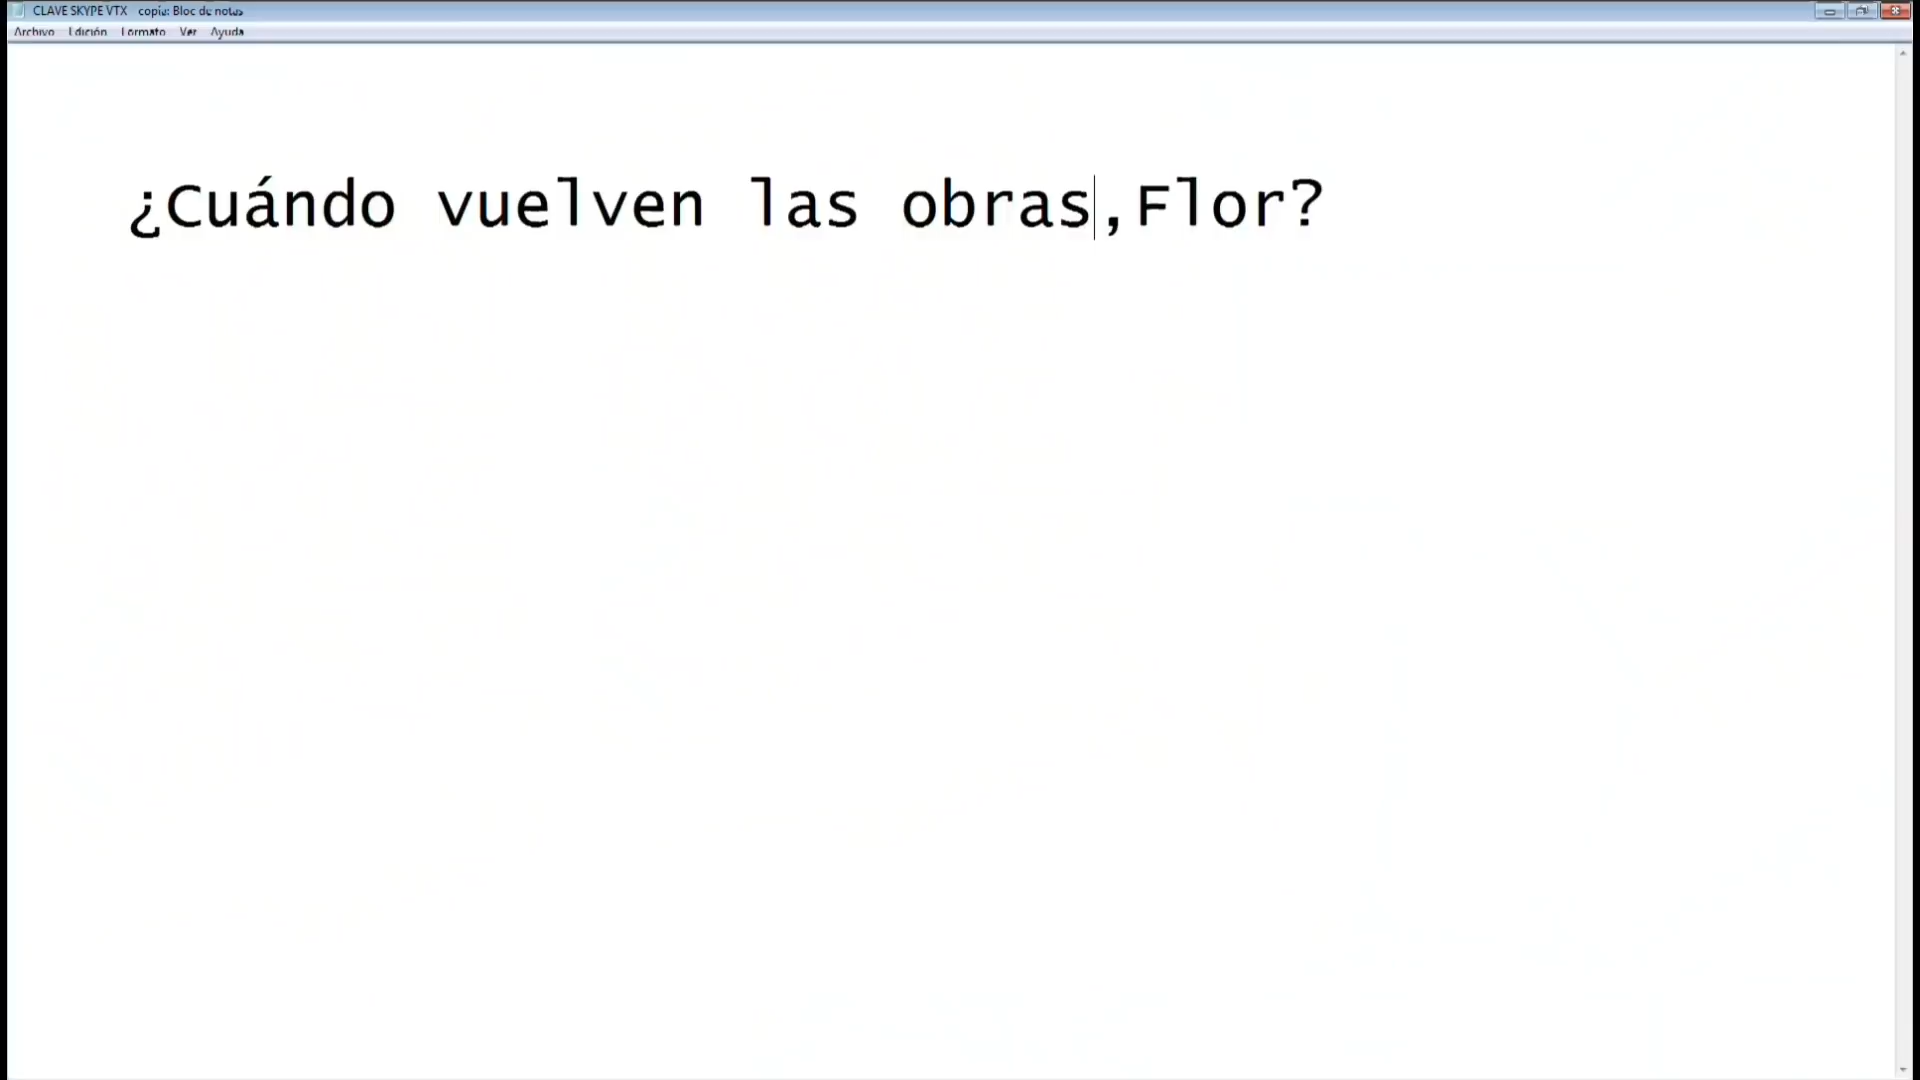 CLAVE SKYPE VTX copia: Bloc de notas
Archivo Edición Formato Ver Ayuda
¿Cuándo vuelven las obras,Flor?